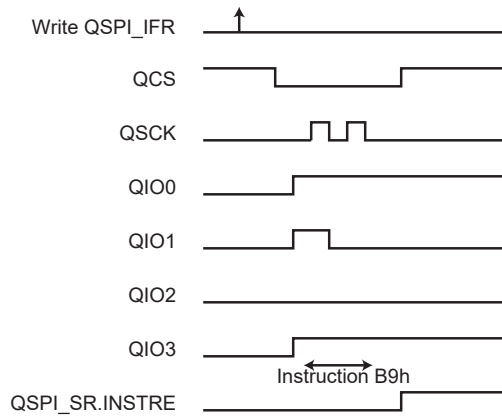 Write QSPI_IFR
QCS
QSCK
QIO0
QIO1
QIO2
QIO3
Instruction B9h
QSPI_SR.INSTRE